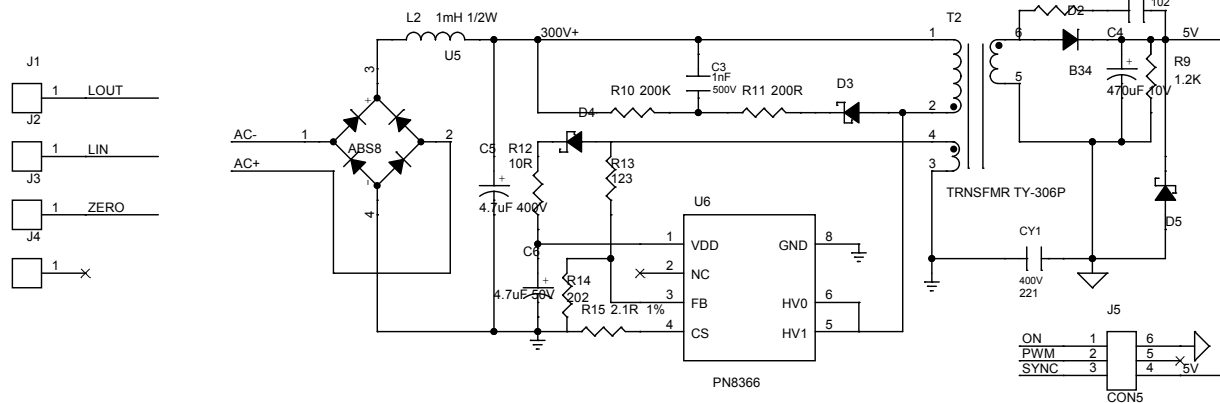 102
L2 1mH 1/2W
T2
D2
U5
300V+
1
6
C4
5V
J1
3
C3
1nF
500V
D3
B34
R9
1.2K
1 LOUT
R10 200K
R11 200R
5
470uF 10V
J2
+
D4
2
AC-
1
2
4
AC+
ABS8
C5
R12
10R
R13
123
3
1 LIN
J3
-
+
TRNSFMR TY-306P
4.7uF 400V
U6
D5
1 ZERO
4
J4
C6
1 VDD
GND 8
CY1
1
2 NC
R14
202
400V
221
4.7uF 50V
+
3 FB
HV0 6
R15 2.1R 1%
4 CS
HV1 5
J5
ON 1 6
PWM 2 5
SYNC 3 4 5V
PN8366
CON5